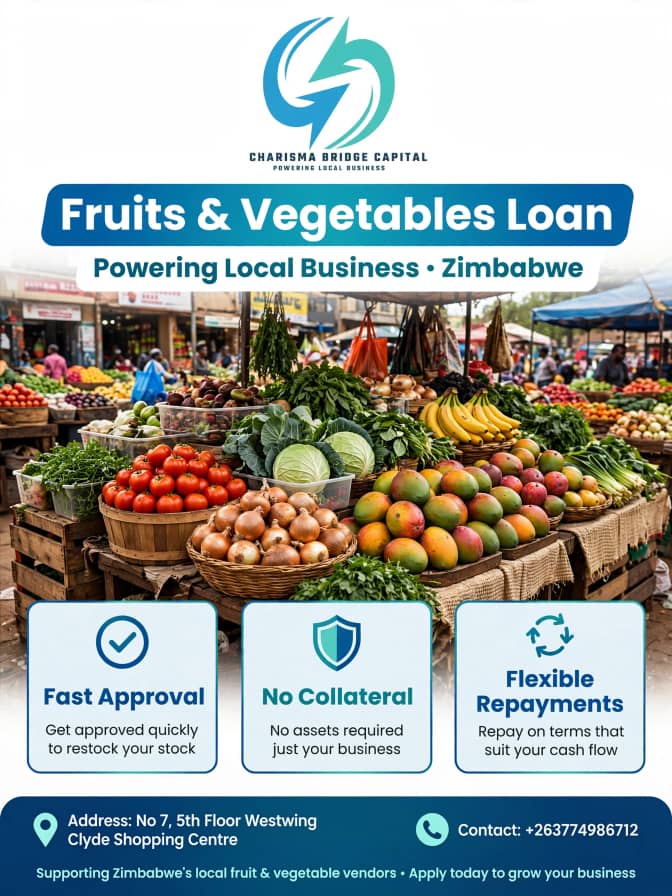 CHARISMA BRIDGE CAPITAL
POWERING LOCAL BUSINESS
Fruits & Vegetables Loan
Powering Local Business • Zimbabwe
Fast Approval
Get approved quickly
to restock your stock
No Collateral
No assets required
just your business
Flexible
Repayments
Repay on terms that
suit your cash flow
Address: No 7, 5th Floor Westwing
Clyde Shopping Centre
Contact: +263774986712
Supporting Zimbabwe's local fruit & vegetable vendors • Apply today to grow your business